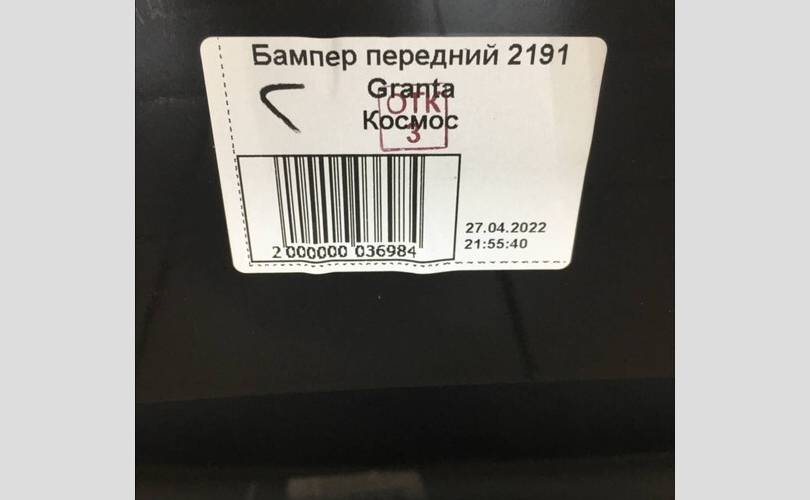 Бампер передний 2191
Granta
ОТК
Космос
3
27.04.2022
21:55:40
2 000000 036984